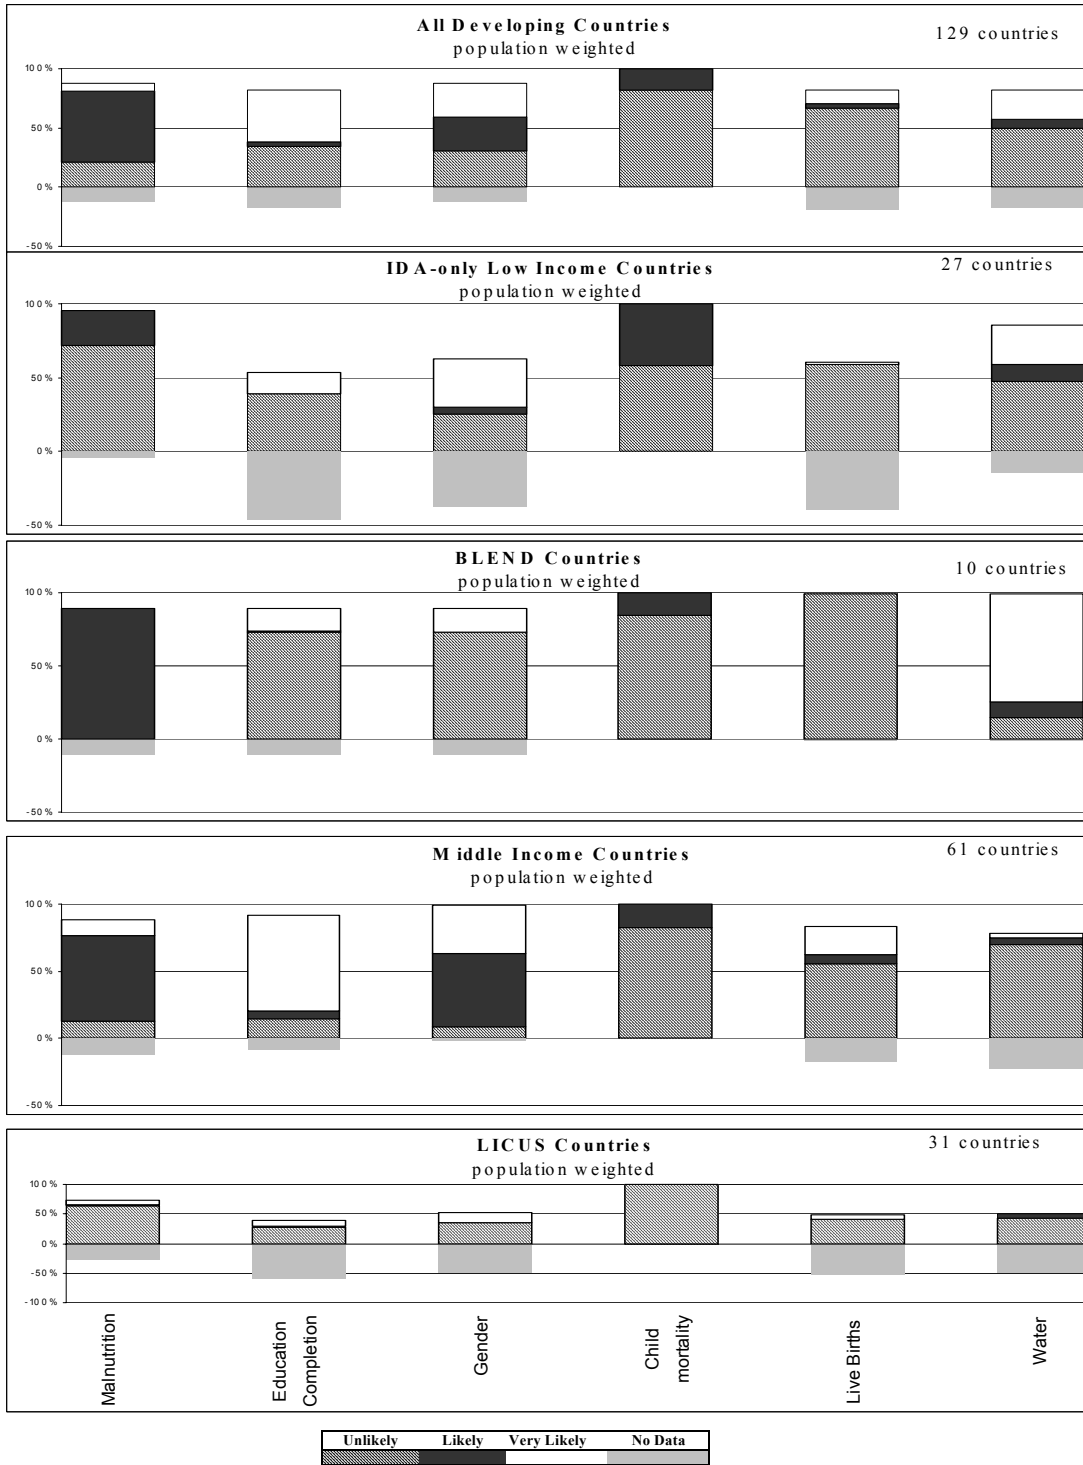 All Developing Countries
129 countries
population weighted
100%
50%
0%
-50%
IDA-only Low Income Countries
27 countries
population weighted
100%
50%
0%
-50%
BLEND Countries
10 countries
population weighted
100%
50%
0%
-50%
Middle Income Countries
61 countries
population weighted
100%
50%
0%
-50%
LICUS Countries
31 countries
population weighted
100%
50%
0%
-50%
-100%
Malnutrition
Education
Completion
Gender
Child
mortality
Live Births
Water
Unlikely Likely Very Likely No Data